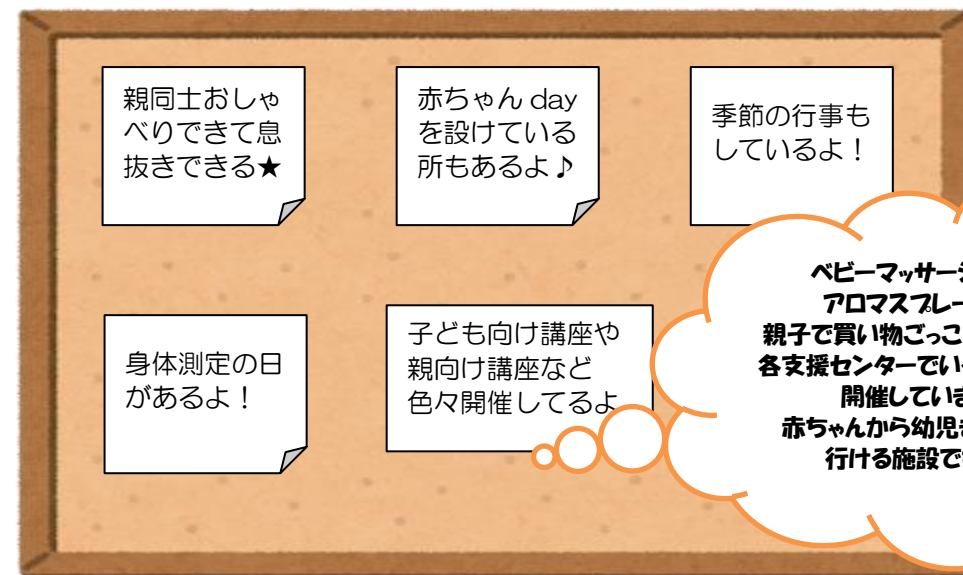 親同士おしゃ
べりできて息
抜きできる★
赤ちゃん day
を設けている
所もあるよ♪
季節の行事も
しているよ！
身体測定の日
があるよ！
子ども向け講座や
親向け講座など
色々開催してるよ
ベビーマッサー
アロマスプレー
親子で買い物ごっこ
各支援センターでい
開催してい
赤ちゃんから幼児
行ける施設で